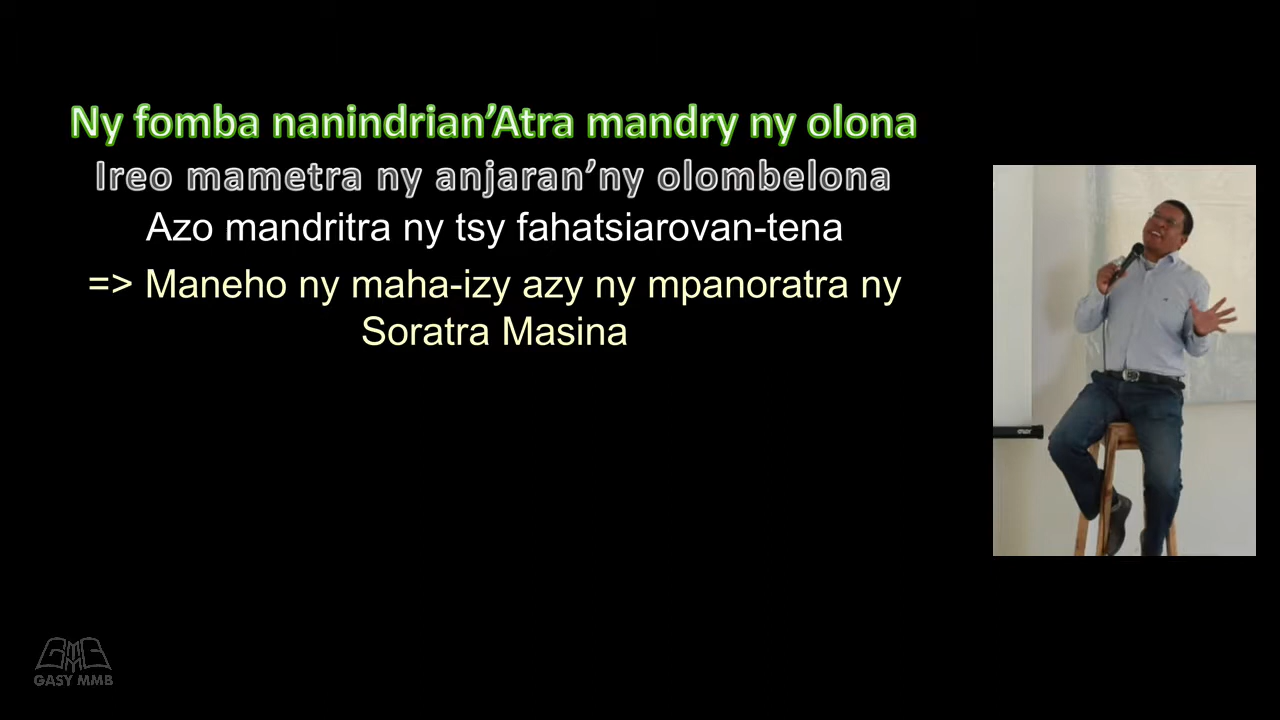 Ny fomba nanindrian’Atra mandry ny olona
Ireo mametra ny anjaran’ny olombelona
Azo mandritra ny tsy fahatsiarovan-tena
=> Maneho ny maha-izy azy ny mpanoratra ny
Soratra Masina
GASY MMB